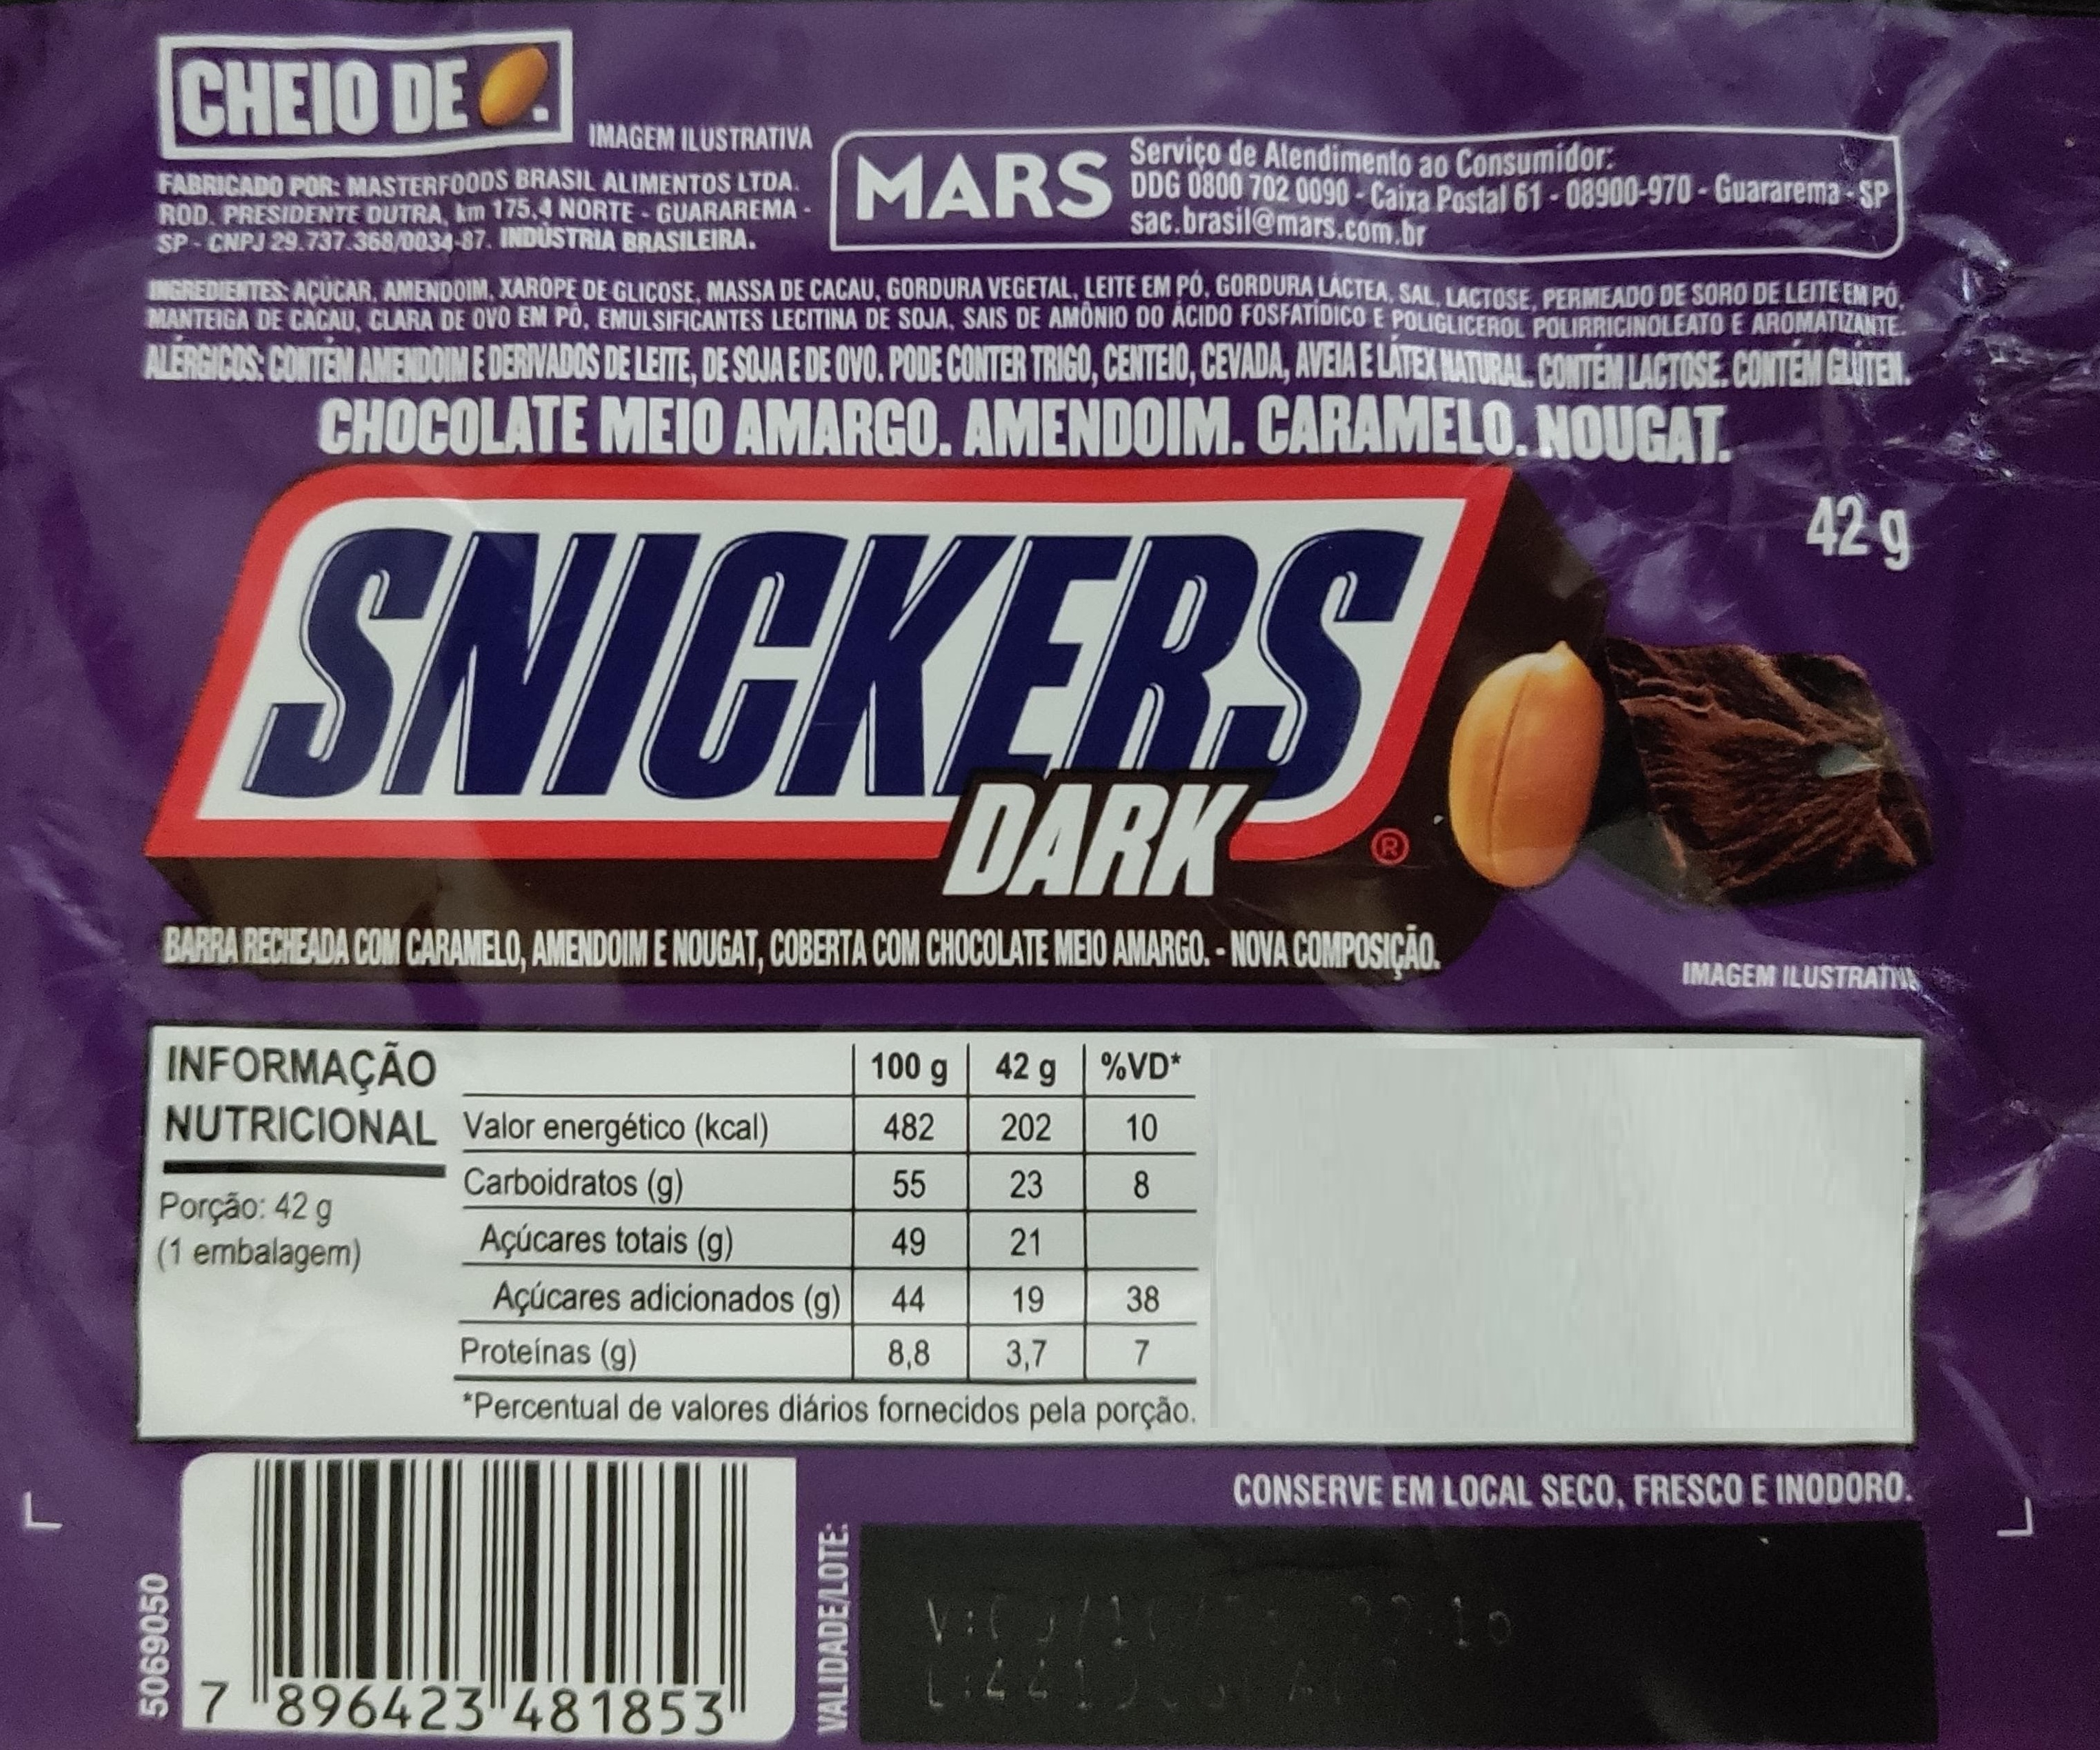 CHEIO DE .
IMAGEM ILUSTRATIVA
FABRICADO POR: MASTERFOODS BRASIL ALIMENTOS LTDA.
ROD. PRESIDENTE DUTRA, km 175,4 NORTE - GUARAREMA -
SP - CNPJ 29.737.368/0034-87. INDÚSTRIA BRASILEIRA.
MARS
Serviço de Atendimento ao Consumidor:
DDG 0800 702 0090 - Caixa Postal 61 - 08900-970 - Guararema - SP
sac.brasil@mars.com.br
INGREDIENTES: AÇÚCAR, AMENDOIM, XAROPE DE GLICOSE, MASSA DE CACAU, GORDURA VEGETAL, LEITE EM PÓ, GORDURA LÁCTEA, SAL, LACTOSE, PERMEADO DE SORO DE LEITE EM PÓ,
MANTEIGA DE CACAU, CLARA DE OVO EM PÓ, EMULSIFICANTES LECITINA DE SOJA, SAIS DE AMÔNIO DO ÁCIDO FOSFATÍDICO E POLIGLICEROL POLIRRICINOLEATO E AROMATIZANTE.
ALÉRGICOS: CONTÉM AMENDOIM E DERIVADOS DE LEITE, DE SOJA E DE OVO. PODE CONTER TRIGO, CENTEIO, CEVADA, AVEIA E LÁTEX NATURAL. CONTÉM LACTOSE. CONTÉM GLÚTEN.
CHOCOLATE MEIO AMARGO. AMENDOIM. CARAMELO. NOUGAT.
42 g
SNICKERS
DARK ®
BARRA RECHEADA COM CARAMELO, AMENDOIM E NOUGAT, COBERTA COM CHOCOLATE MEIO AMARGO. - NOVA COMPOSIÇÃO.
IMAGEM ILUSTRATIVA
INFORMAÇÃO
NUTRICIONAL
Porção: 42 g
(1 embalagem)
100 g 42 g %VD*
Valor energético (kcal) 482 202 10
Carboidratos (g) 55 23 8
Açúcares totais (g) 49 21
Açúcares adicionados (g) 44 19 38
Proteínas (g) 8,8 3,7 7
*Percentual de valores diários fornecidos pela porção.
CONSERVE EM LOCAL SECO, FRESCO E INODORO.
5069050
7 896423 481853
VALIDADE/LOTE: